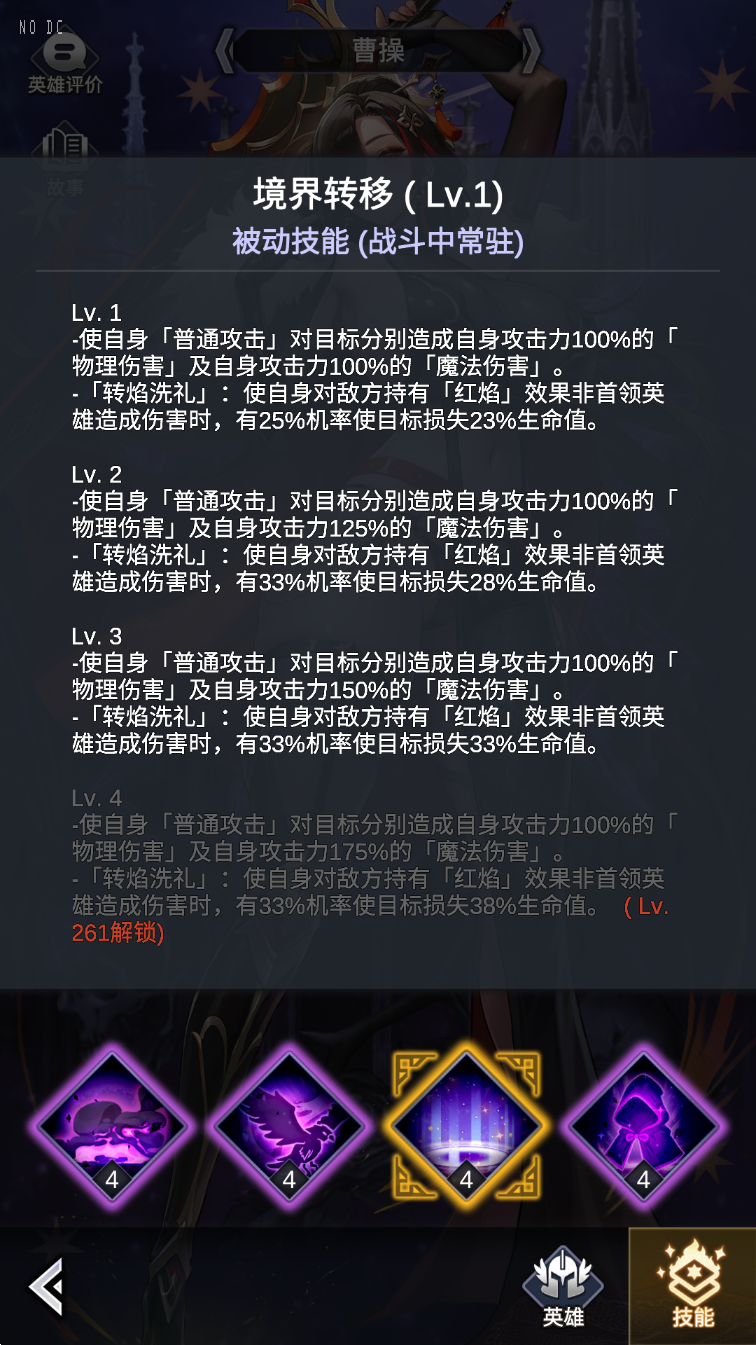 NO DC
英雄评价
曹操
故事
境界转移 ( Lv.1)
被动技能 (战斗中常驻)
Lv. 1
-使自身「普通攻击」对目标分别造成自身攻击力100%的「
物理伤害」及自身攻击力100%的「魔法伤害」。
-「转焰洗礼」：使自身对敌方持有「红焰」效果非首领英
雄造成伤害时，有25%机率使目标损失23%生命值。
Lv. 2
-使自身「普通攻击」对目标分别造成自身攻击力100%的「
物理伤害」及自身攻击力125%的「魔法伤害」。
-「转焰洗礼」：使自身对敌方持有「红焰」效果非首领英
雄造成伤害时，有33%机率使目标损失28%生命值。
Lv. 3
-使自身「普通攻击」对目标分别造成自身攻击力100%的「
物理伤害」及自身攻击力150%的「魔法伤害」。
-「转焰洗礼」：使自身对敌方持有「红焰」效果非首领英
雄造成伤害时，有33%机率使目标损失33%生命值。
Lv. 4
-使自身「普通攻击」对目标分别造成自身攻击力100%的「
物理伤害」及自身攻击力175%的「魔法伤害」。
-「转焰洗礼」：使自身对敌方持有「红焰」效果非首领英
雄造成伤害时，有33%机率使目标损失38%生命值。 ( Lv.
261解锁)
4 4 4 4
英雄 技能